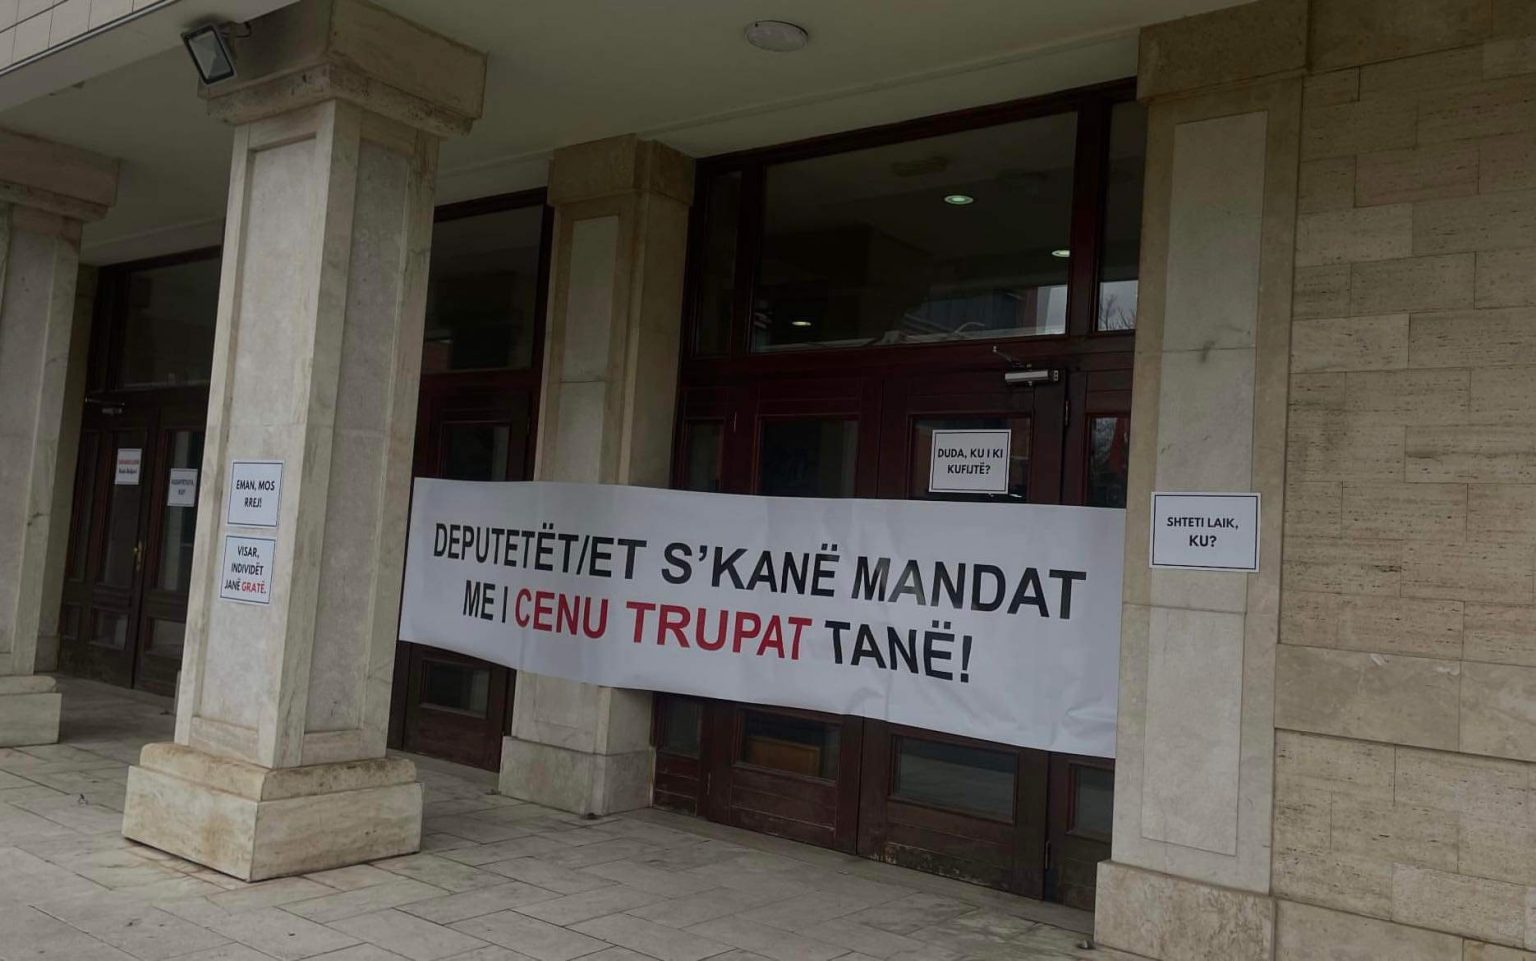 EMAN, MOS
RREJ!
VISAR,
INDIVIDËT
JANË GRATË.
DEPUTETËT/ET S'KANË MANDAT
ME I CENU TRUPAT TANË!
DUDA, KU I KI
KUFIJTË?
SHTETI LAIK,
KU?